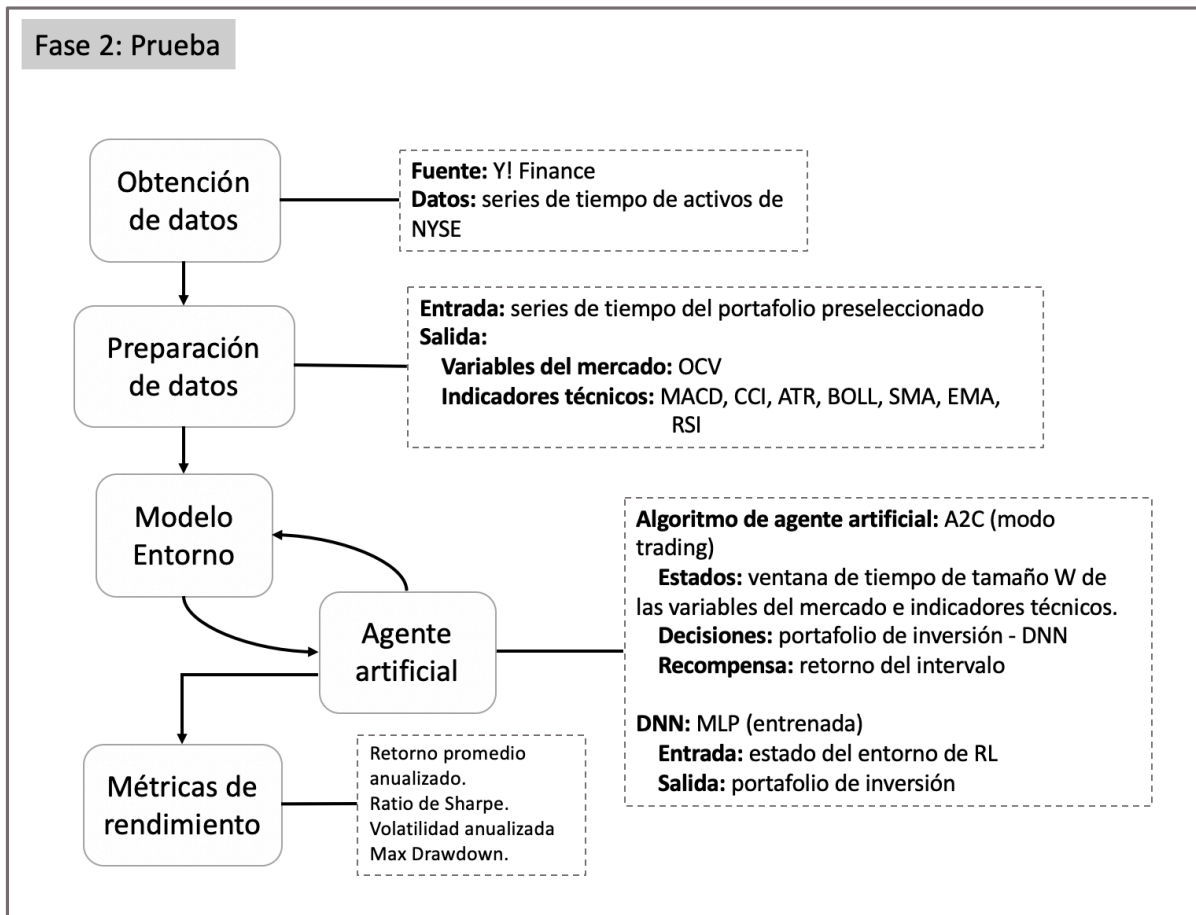 Fase 2: Prueba
Obtención
de datos
Fuente: Y! Finance
Datos: series de tiempo de activos de
NYSE
Preparación
de datos
Entrada: series de tiempo del portafolio preseleccionado
Salida:
Variables del mercado: OCV
Indicadores técnicos: MACD, CCI, ATR, BOLL, SMA, EMA,
RSI
Modelo
Entorno
Agente
artificial
Algoritmo de agente artificial: A2C (modo
trading)
Estados: ventana de tiempo de tamaño W de
las variables del mercado e indicadores técnicos.
Decisiones: portafolio de inversión - DNN
Recompensa: retorno del intervalo
DNN: MLP (entrenada)
Entrada: estado del entorno de RL
Salida: portafolio de inversión
Métricas de
rendimiento
Retorno promedio
anualizado.
Ratio de Sharpe.
Volatilidad anualizada
Max Drawdown.